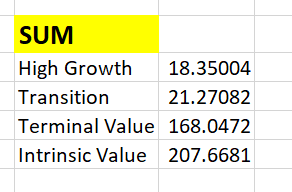 SUM
High Growth 18.35004
Transition 21.27082
Terminal Value 168.0472
Intrinsic Value 207.6681